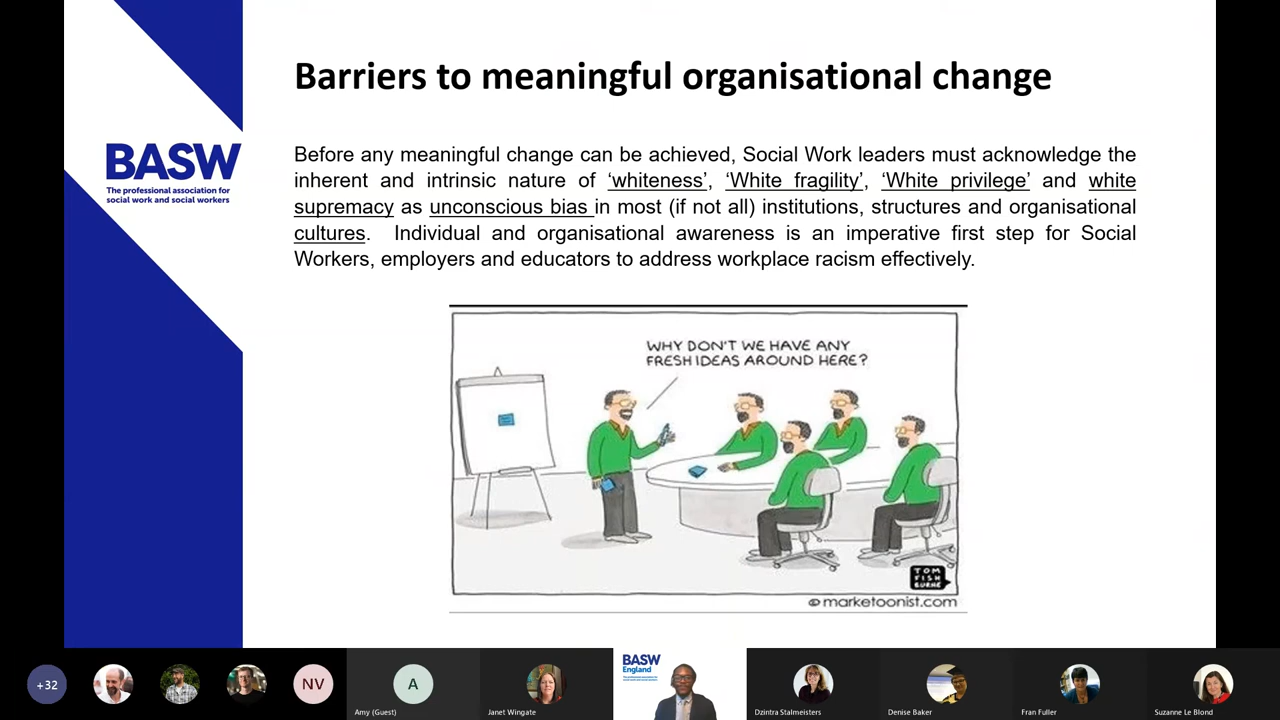 Barriers to meaningful organisational change
BASW
The professional association for
social work and social workers
Before any meaningful change can be achieved, Social Work leaders must acknowledge the
inherent and intrinsic nature of ‘whiteness’, ‘White fragility’, ‘White privilege’ and white
supremacy as unconscious bias in most (if not all) institutions, structures and organisational
cultures. Individual and organisational awareness is an imperative first step for Social
Workers, employers and educators to address workplace racism effectively.
WHY DON'T WE HAVE ANY
FRESH IDEAS AROUND HERE?
TOM
FISH
BURNE
© marketoonist.com
+32
NV
A
Amy (Guest)
Janet Wingate
BASW
England
Dzintra Stalmeisters
Denise Baker
Fran Fuller
Suzanne Le Blond